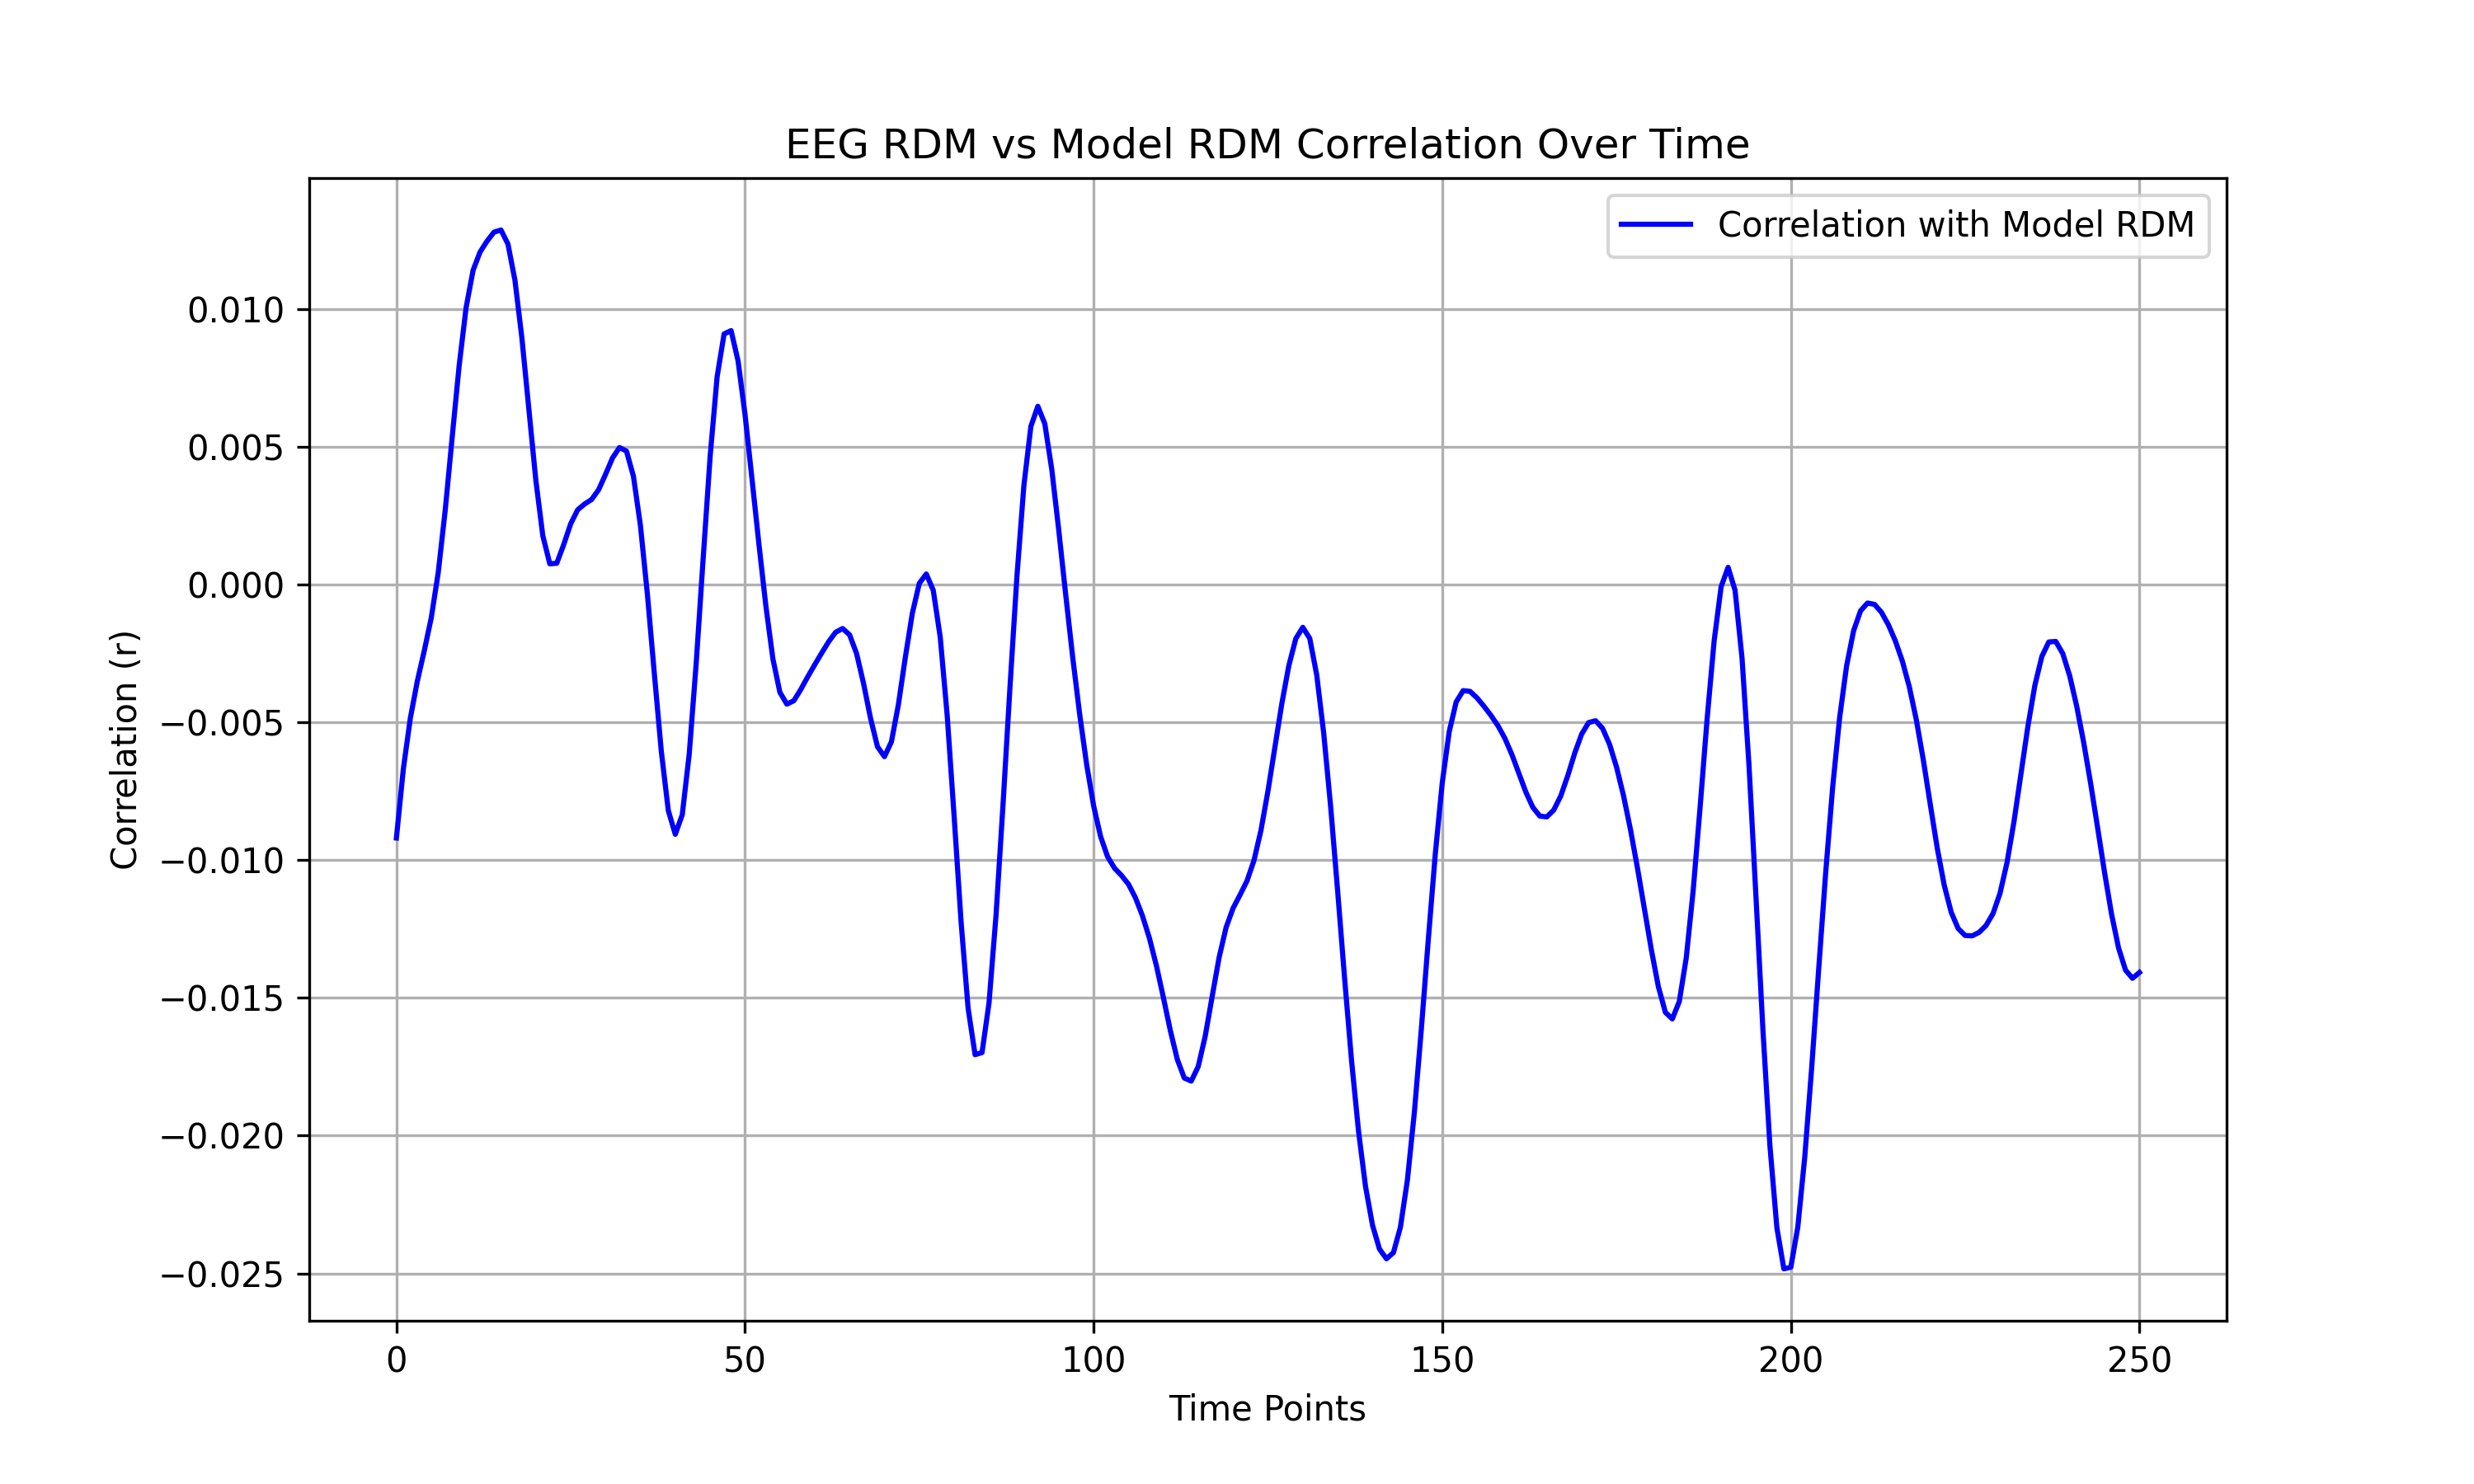 EEG RDM vs Model RDM Correlation Over Time
Correlation with Model RDM
0.010
0.005
0.000
−0.005
−0.010
−0.015
−0.020
−0.025
Correlation (r)
0 50 100 150 200 250
Time Points